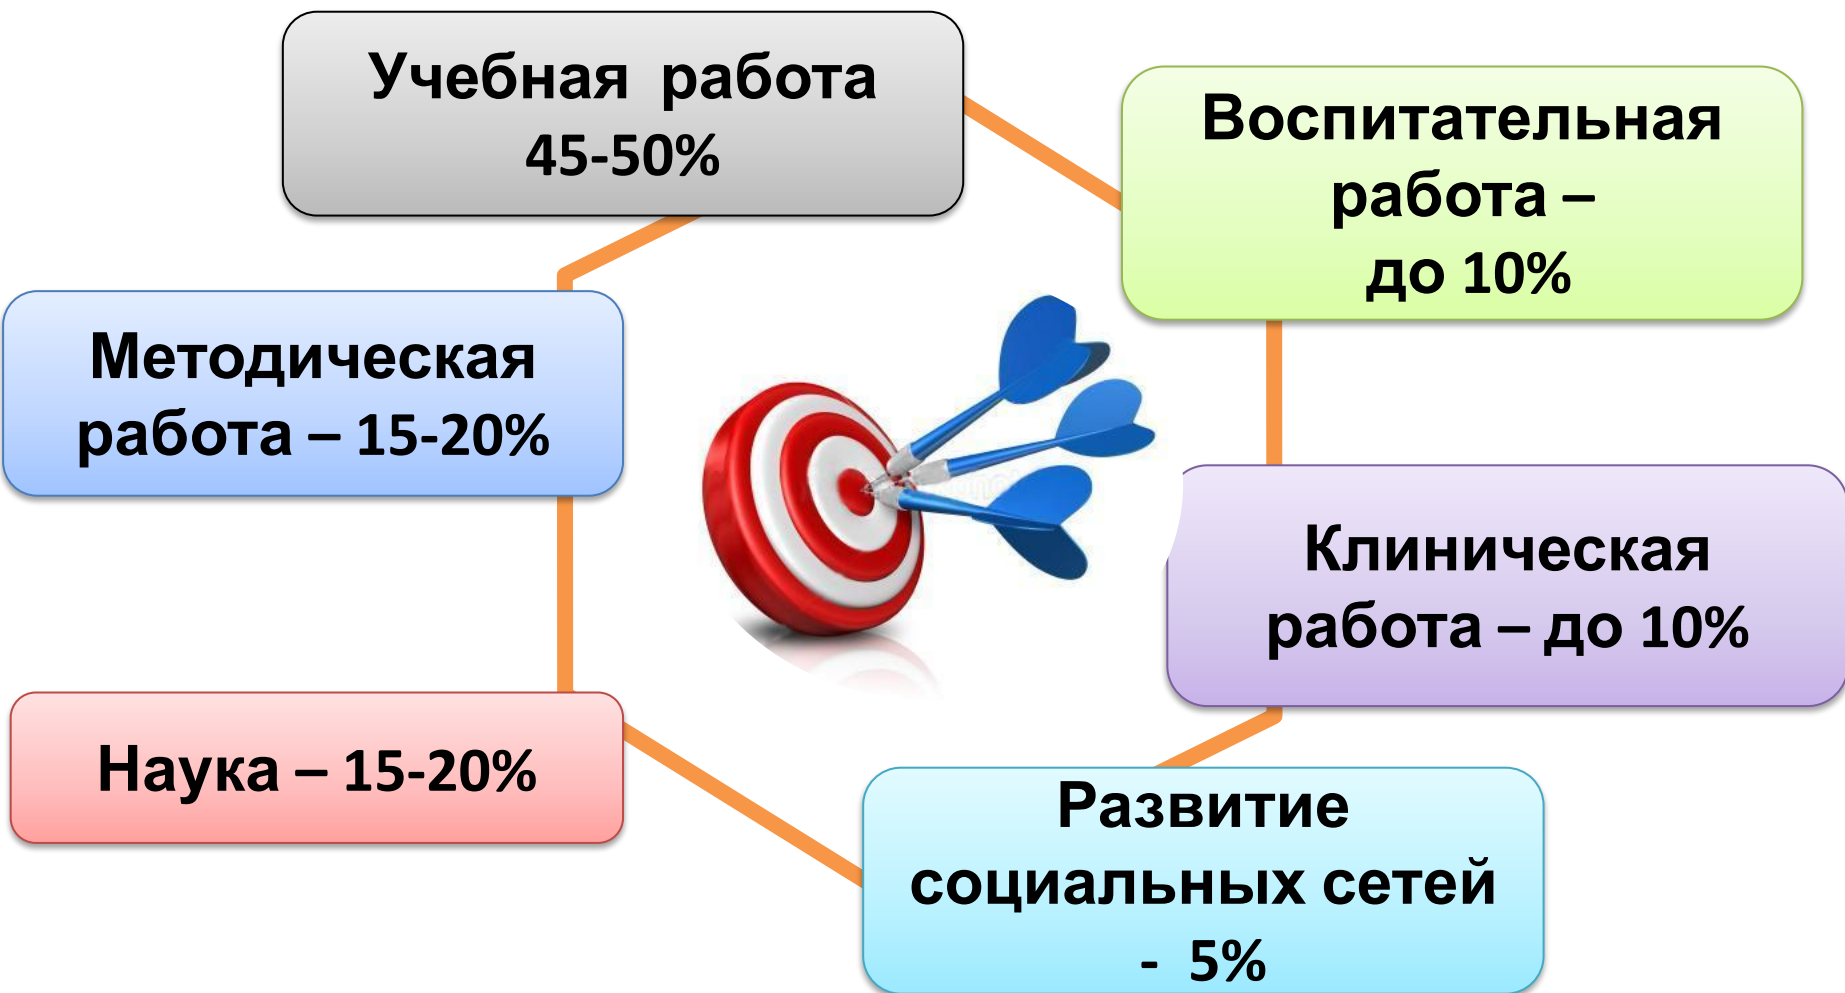 Учебная работа
45-50%
Воспитательная
работа –
до 10%
Методическая
работа – 15-20%
Клиническая
работа – до 10%
Наука – 15-20%
Развитие
социальных сетей
- 5%